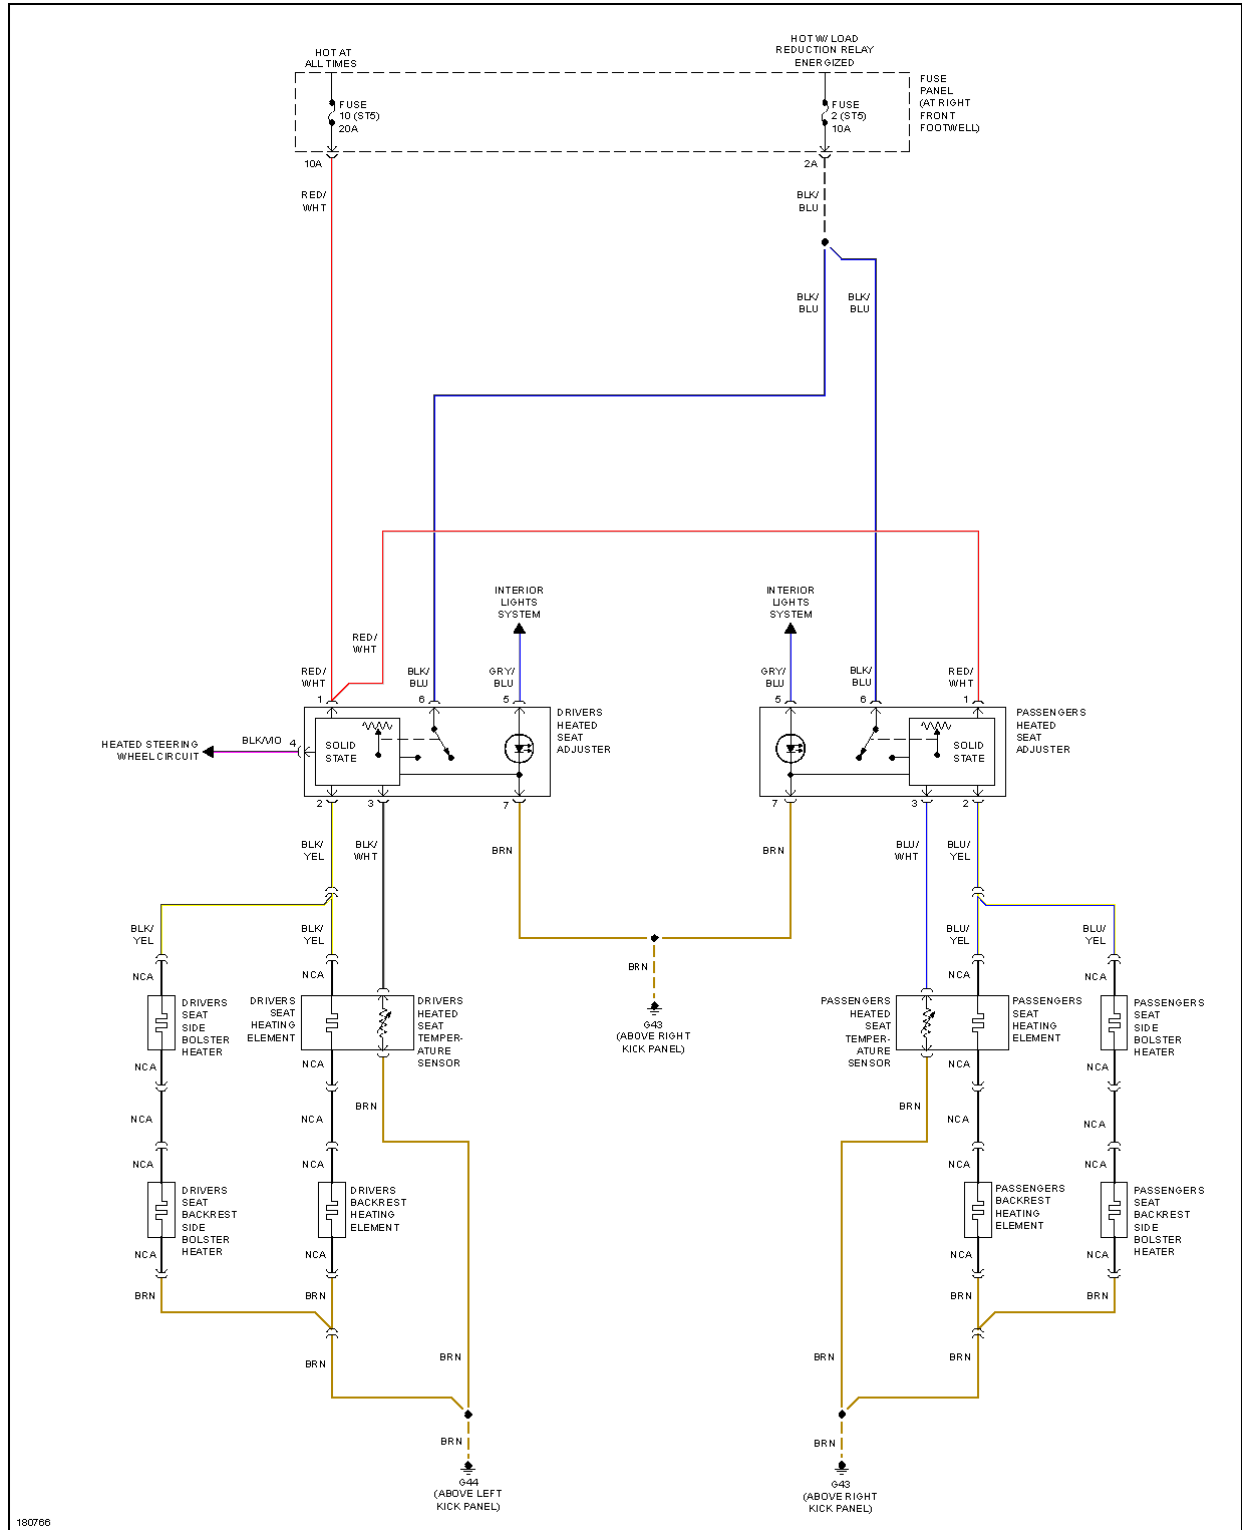 HOT AT
ALL TIMES
HOT W/ LOAD
REDUCTION RELAY
ENERGIZED
FUSE
10 (ST5)
20A
FUSE
2 (ST5)
10A
FUSE
PANEL
(AT RIGHT
FRONT
FOOTWELL)
10A
2A
RED/
WHT
BLK/
BLU
BLK/
BLU
BLK/
BLU
INTERIOR
LIGHTS
SYSTEM
INTERIOR
LIGHTS
SYSTEM
RED/
WHT
RED/
WHT
BLK/
BLU
GRY/
BLU
GRY/
BLU
BLK/
BLU
RED/
WHT
1
6
5
5
6
1
DRIVERS
HEATED
SEAT
ADJUSTER
PASSENGERS
HEATED
SEAT
ADJUSTER
HEATED STEERING
WHEEL CIRCUIT
BLK/VIO
4
SOLID
STATE
SOLID
STATE
2
3
7
7
3
2
BLK/
YEL
BLK/
WHT
BRN
BRN
BLU/
WHT
BLU/
YEL
BLK/
YEL
BLK/
YEL
BLU/
YEL
BLU/
YEL
BRN
NCA
NCA
NCA
NCA
DRIVERS
SEAT
SIDE
BOLSTER
HEATER
DRIVERS
SEAT
HEATING
ELEMENT
DRIVERS
HEATED
SEAT
TEMPER-
ATURE
SENSOR
G43
(ABOVE RIGHT
KICK PANEL)
PASSENGERS
HEATED
SEAT
TEMPER-
ATURE
SENSOR
PASSENGERS
SEAT
HEATING
ELEMENT
PASSENGERS
SEAT
SIDE
BOLSTER
HEATER
NCA
NCA
NCA
NCA
BRN
BRN
NCA
NCA
NCA
NCA
NCA
NCA
NCA
NCA
DRIVERS
SEAT
BACKREST
SIDE
BOLSTER
HEATER
DRIVERS
BACKREST
HEATING
ELEMENT
PASSENGERS
BACKREST
HEATING
ELEMENT
PASSENGERS
SEAT
BACKREST
SIDE
BOLSTER
HEATER
NCA
NCA
NCA
NCA
BRN
BRN
BRN
BRN
BRN
BRN
BRN
BRN
BRN
BRN
G44
(ABOVE LEFT
KICK PANEL)
G43
(ABOVE RIGHT
KICK PANEL)
180766